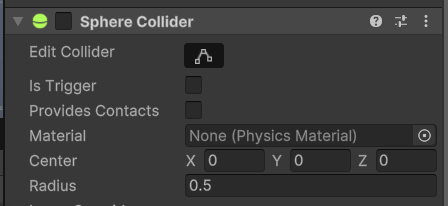 Sphere Collider
Edit Collider
Is Trigger
Provides Contacts
Material None (Physics Material)
Center X 0 Y 0 Z 0
Radius 0.5